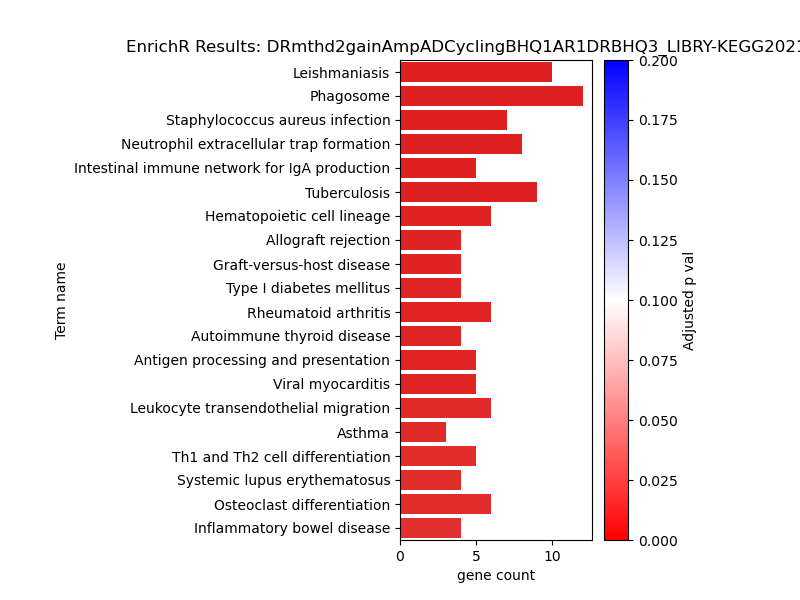 EnrichR Results: DRmthd2gainAmpADCyclingBHQ1AR1DRBHQ3_LIBRY-KEGG2021
Leishmaniasis
Phagosome
Staphylococcus aureus infection
Neutrophil extracellular trap formation
Intestinal immune network for IgA production
Tuberculosis
Hematopoietic cell lineage
Allograft rejection
Graft-versus-host disease
Type I diabetes mellitus
Rheumatoid arthritis
Autoimmune thyroid disease
Antigen processing and presentation
Viral myocarditis
Leukocyte transendothelial migration
Asthma
Th1 and Th2 cell differentiation
Systemic lupus erythematosus
Osteoclast differentiation
Inflammatory bowel disease
Term name
0 5 10
gene count
0.200
0.175
0.150
0.125
0.100
0.075
0.050
0.025
0.000
Adjusted p val